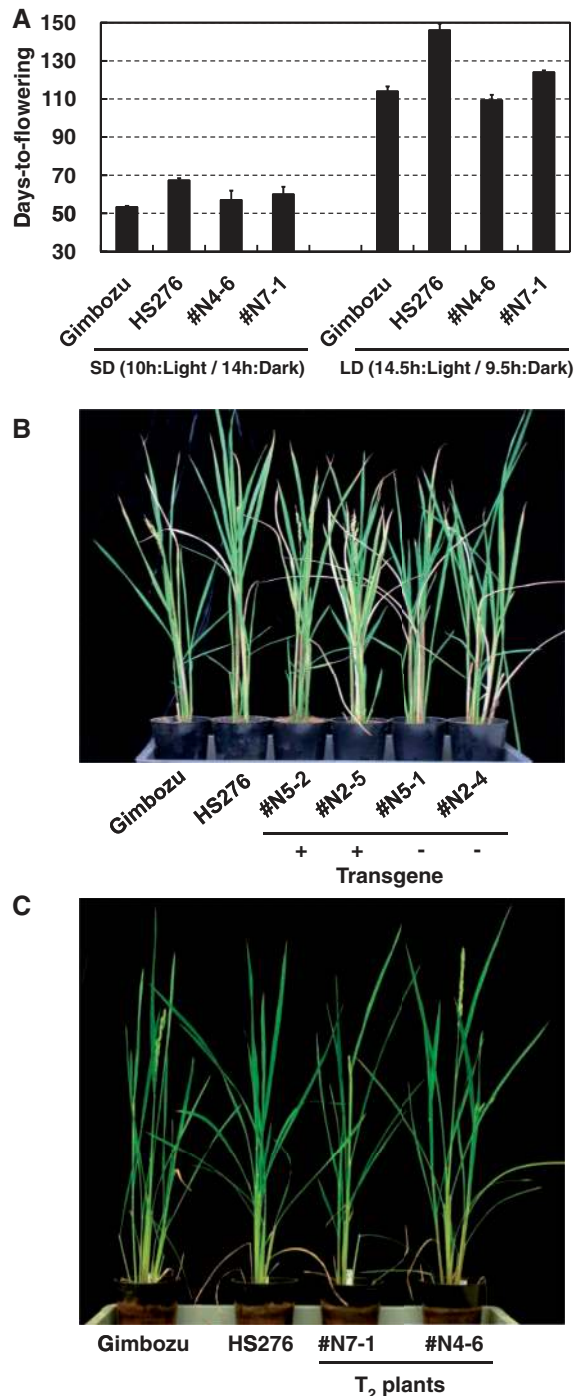 A
150
130
110
90
70
50
30
Days-to-flowering
Gimbozu
HS276
#N4-6
#N7-1
Gimbozu
HS276
#N4-6
#N7-1
SD (10h:Light / 14h:Dark)
LD (14.5h:Light / 9.5h:Dark)
B
Gimbozu
HS276
#N5-2
#N2-5
#N5-1
#N2-4
+ + - -
Transgene
C
Gimbozu HS276 #N7-1 #N4-6
T2 plants